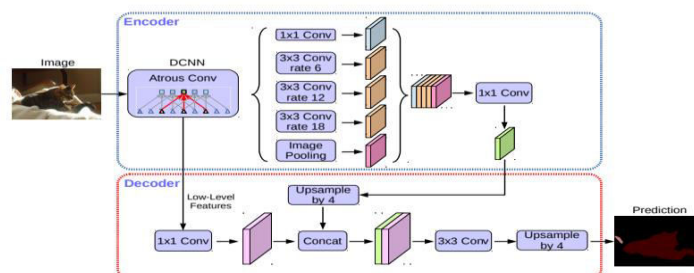 Encoder
Image
DCNN
Atrous Conv
1x1 Conv
3x3 Conv
rate 6
3x3 Conv
rate 12
3x3 Conv
rate 18
Image
Pooling
1x1 Conv
Decoder
Low-Level
Features
Upsample
by 4
1x1 Conv
Concat
3x3 Conv
Upsample
by 4
Prediction